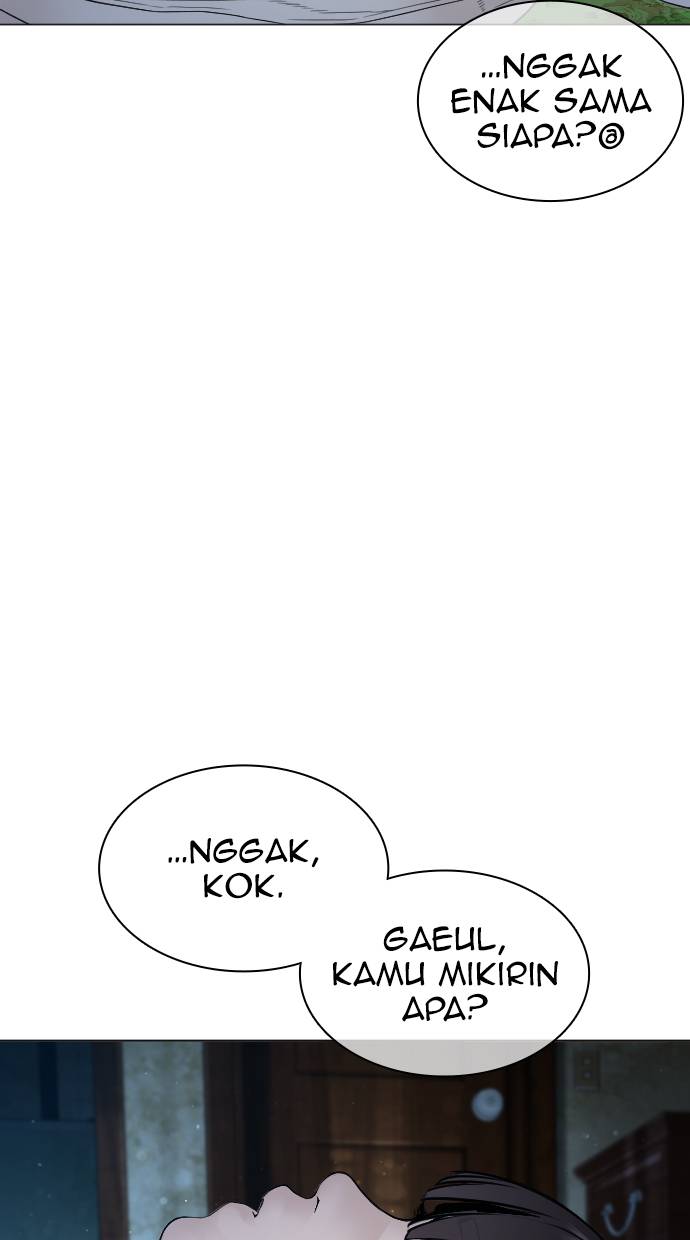 ...NGGAK
ENAK SAMA
SIAPA?@
...NGGAK,
KOK.
GAEUL,
KAMU MIKIRIN
APA?